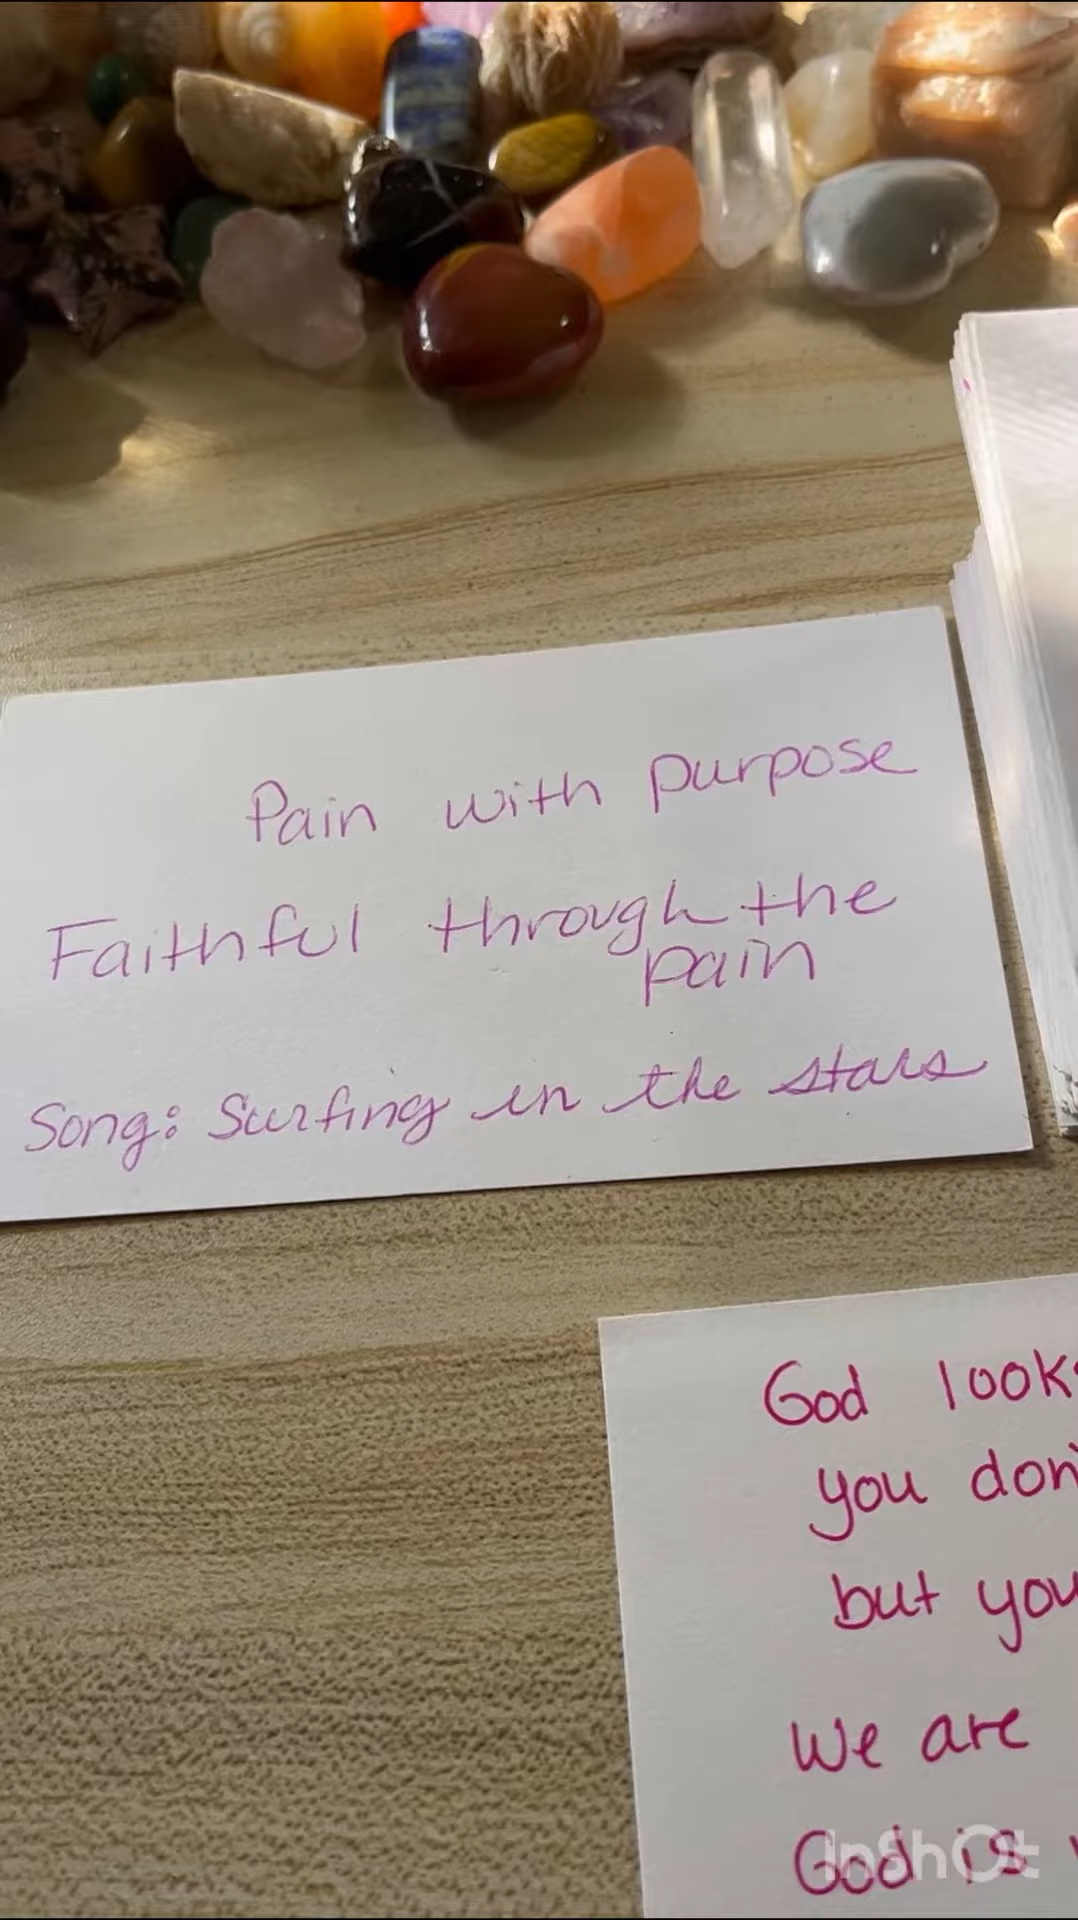 Pain with purpose
Faithful through the
pain
Song: Surfing in the stars
God looks
you don'
but you
We are
God is
InShOt